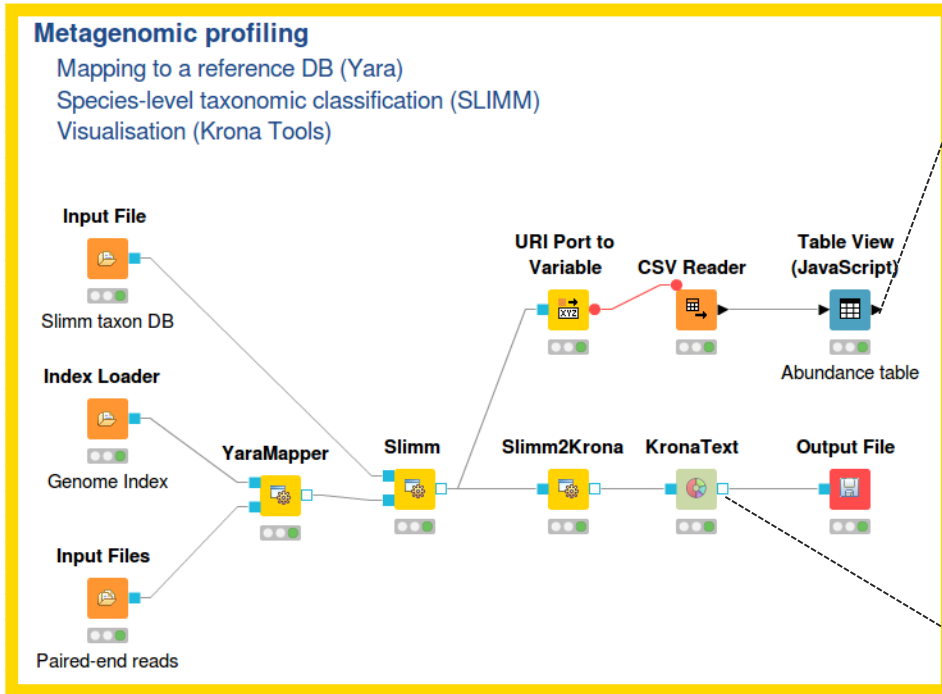 Metagenomic profiling
Mapping to a reference DB (Yara)
Species-level taxonomic classification (SLIMM)
Visualisation (Krona Tools)
Input File
Slimm taxon DB
URI Port to
Variable
XYZ
CSV Reader
Table View
(JavaScript)
Abundance table
Index Loader
Genome Index
YaraMapper
Slimm
Slimm2Krona
KronaText
Output File
Input Files
Paired-end reads